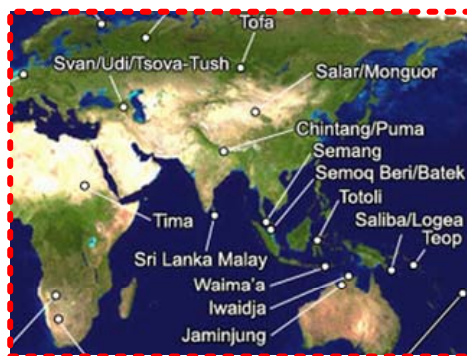 Tofa
Svan/Udi/Tsova-Tush
Salar/Monguor
Chintang/Puma
Semang
Semoq Beri/Batek
Totoli
Tima
Saliba/Logea
Teop
Sri Lanka Malay
Waima'a
Iwaidja
Jaminjung